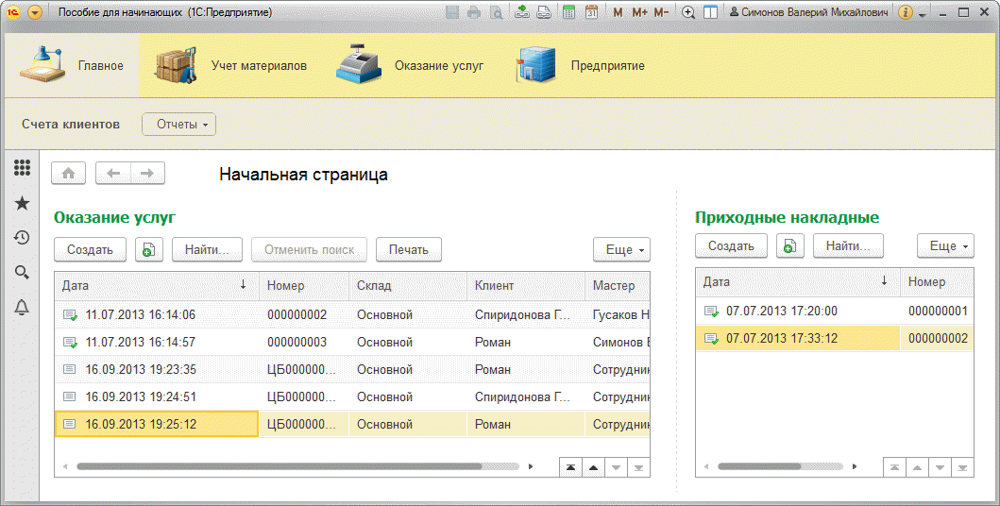 Пособие для начинающих (1С:Предприятие) M M+ M- Симонов Валерий Михайлович
Главное Учет материалов Оказание услуг Предприятие
Счета клиентов Отчеты
Начальная страница
Оказание услуг
Создать Найти... Отменить поиск Печать Еще
Дата Номер Склад Клиент Мастер
11.07.2013 16:14:06 000000002 Основной Спиридонова Г... Гусаков Н
11.07.2013 16:14:57 000000003 Основной Роман Симонов В
16.09.2013 19:23:35 ЦБ000000... Основной Роман Сотрудник
16.09.2013 19:24:51 ЦБ000000... Основной Спиридонова Г... Сотрудник
16.09.2013 19:25:12 ЦБ000000... Основной Роман Сотрудник
Приходные накладные
Создать Найти... Еще
Дата Номер
07.07.2013 17:20:00 000000001
07.07.2013 17:33:12 000000002